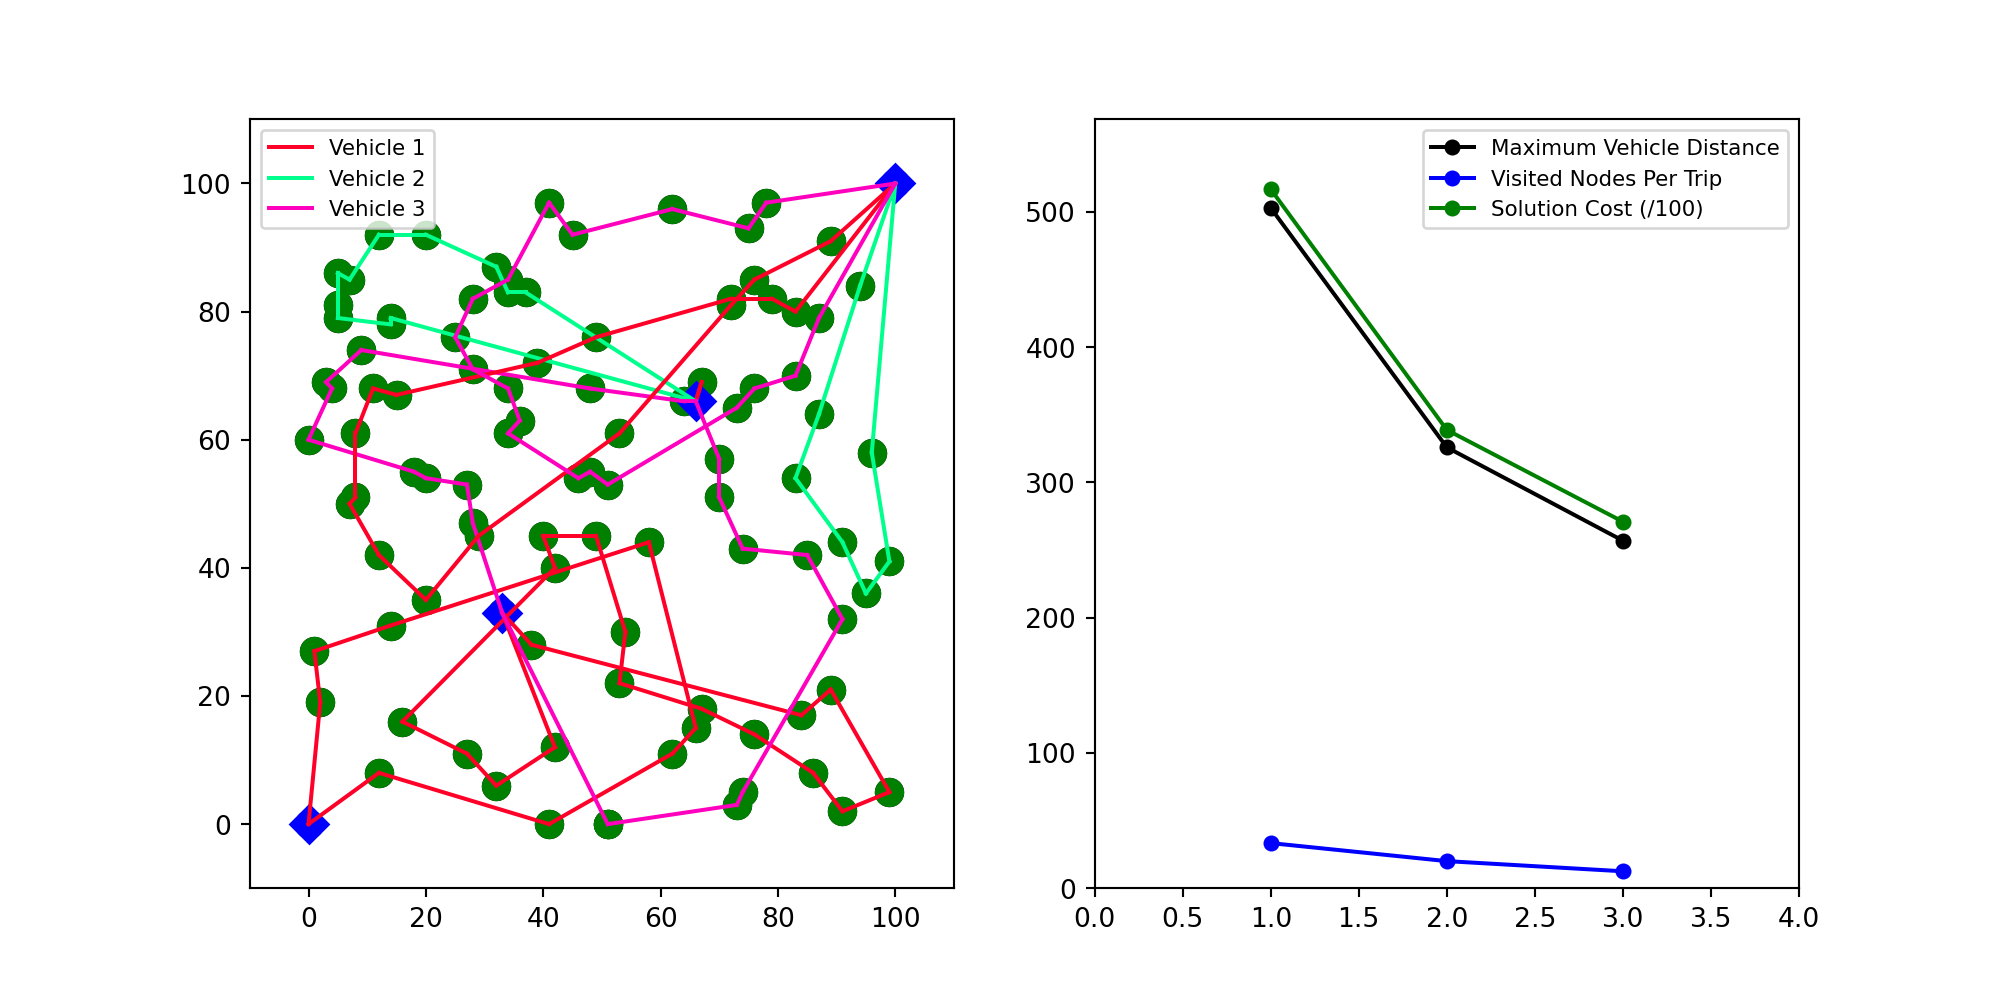 Vehicle 1
Vehicle 2
Vehicle 3
100
80
60
40
20
0
0 20 40 60 80 100
Maximum Vehicle Distance
Visited Nodes Per Trip
Solution Cost (/100)
500
400
300
200
100
0
0.0 0.5 1.0 1.5 2.0 2.5 3.0 3.5 4.0